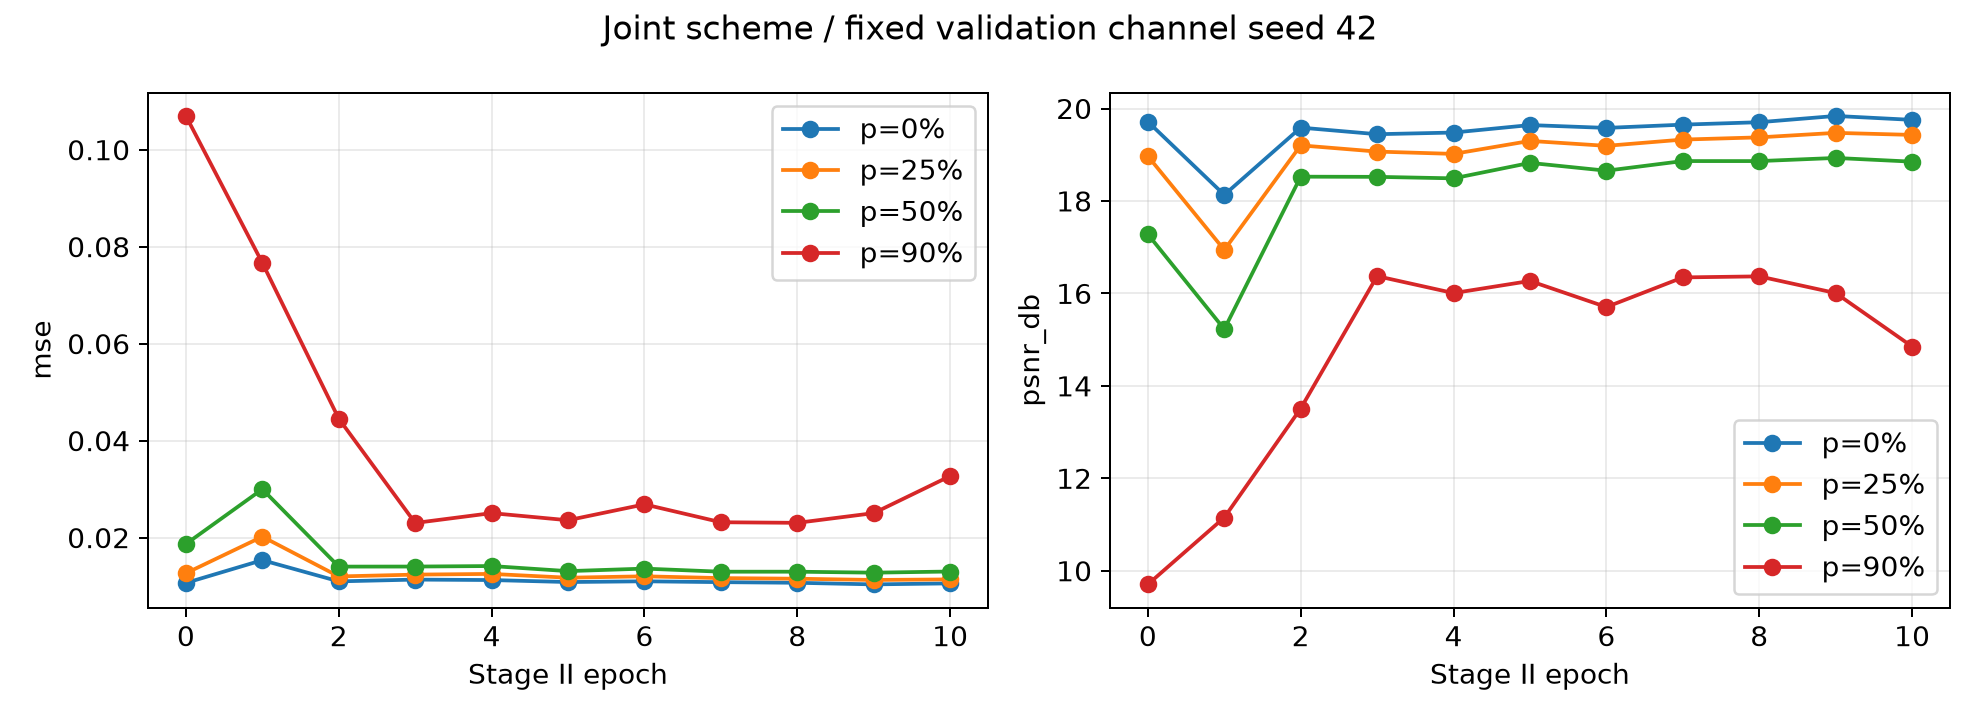 Joint scheme / fixed validation channel seed 42
mse
0.10
0.08
0.06
0.04
0.02
0 2 4 6 8 10
Stage II epoch
p=0%
p=25%
p=50%
p=90%
psnr_db
20
18
16
14
12
10
0 2 4 6 8 10
Stage II epoch
p=0%
p=25%
p=50%
p=90%